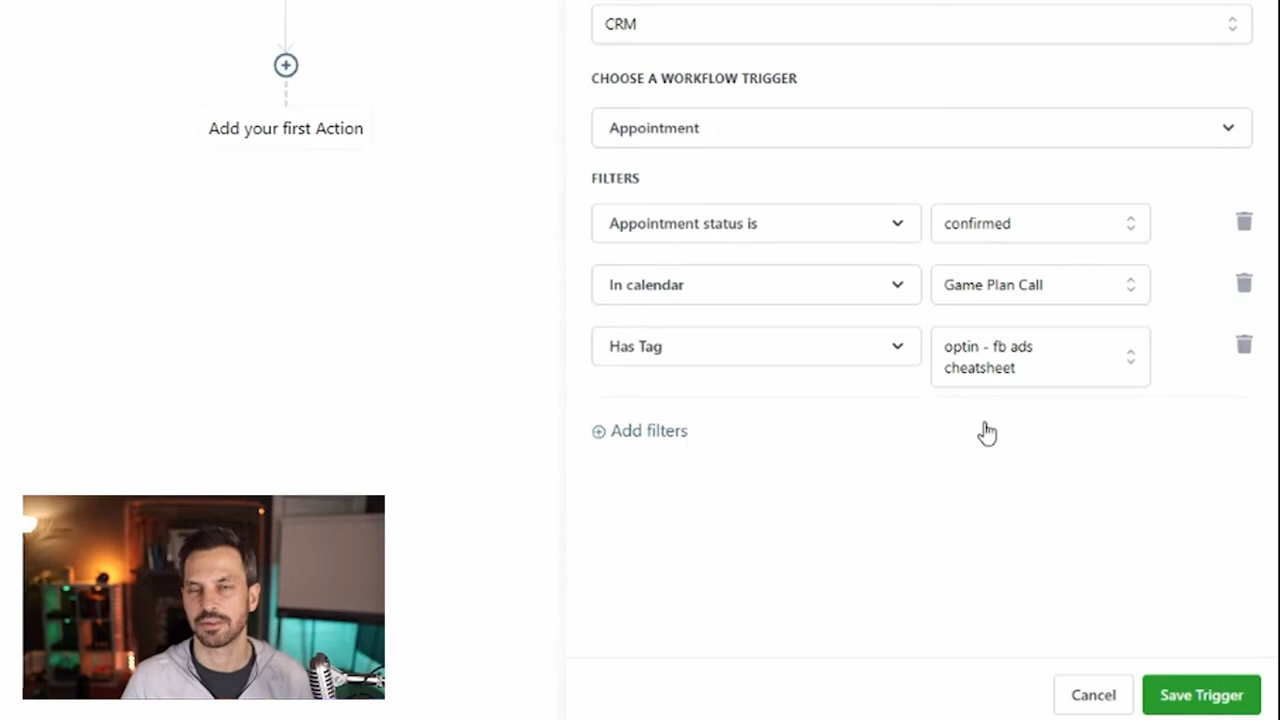 CRM
CHOOSE A WORKFLOW TRIGGER
Add your first Action
Appointment
FILTERS
Appointment status is
confirmed
In calendar
Game Plan Call
Has Tag
optin - fb ads
cheatsheet
Add filters
Cancel
Save Trigger